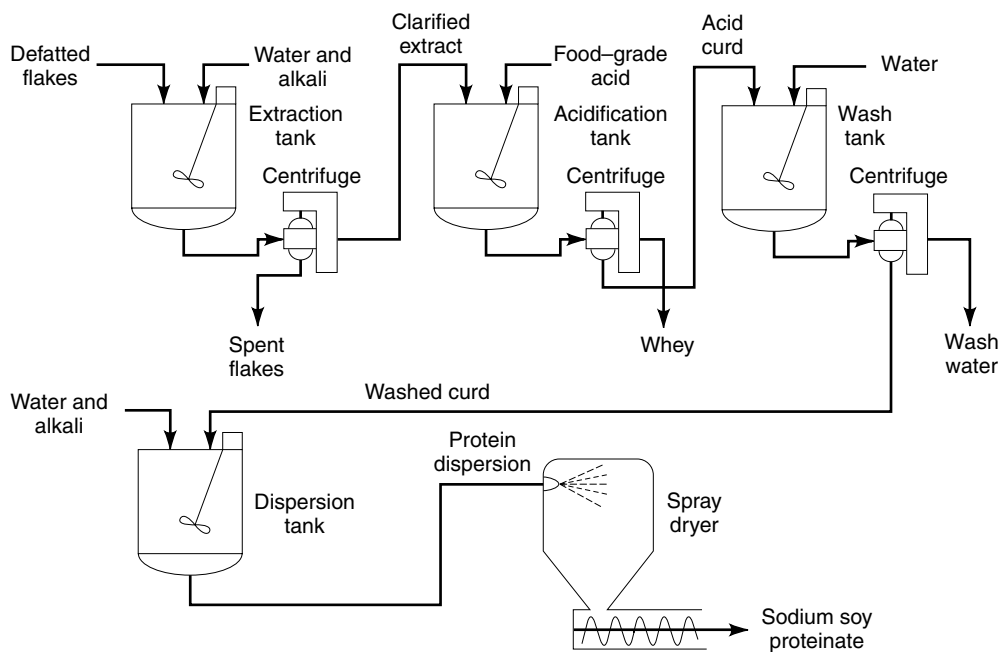 Defatted
flakes
Water and
alkali
Extraction
tank
Centrifuge
Spent
flakes
Clarified
extract
Food–grade
acid
Acidification
tank
Centrifuge
Whey
Acid
curd
Water
Wash
tank
Centrifuge
Wash
water
Washed curd
Water and
alkali
Dispersion
tank
Protein
dispersion
Spray
dryer
Sodium soy
proteinate